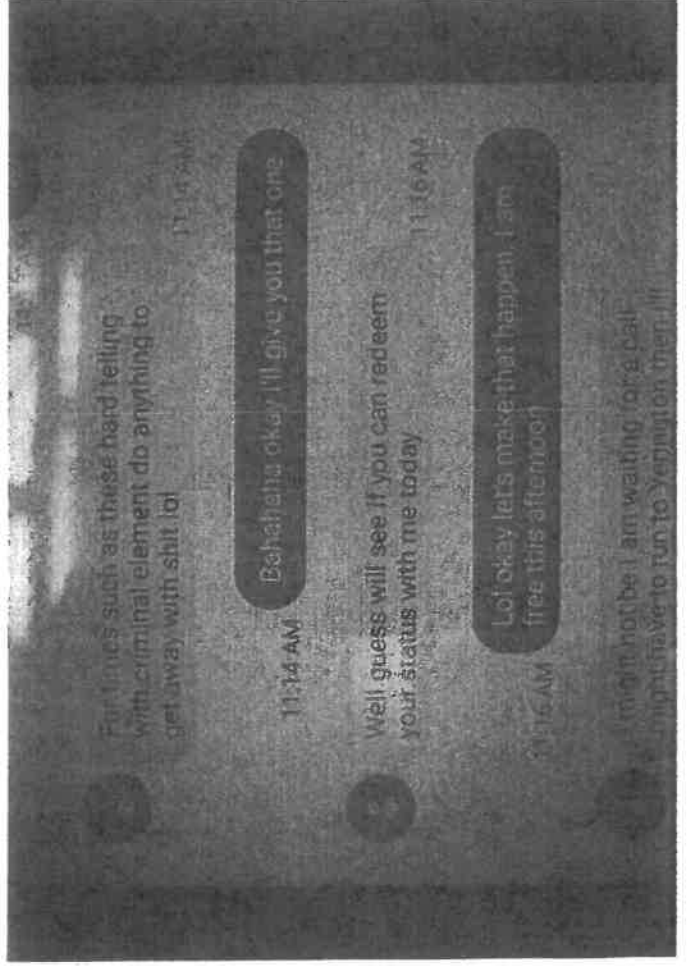 such as these hard telling
with criminal element do anything to
get away with shit lol
11:14 AM
Bahahaha okay I'll give you that one
11:14 AM
Well guess will see if you can redeem
your status with me today
11:16 AM
Lol okay let's make that happen. I am
free this afternoon
11:16 AM
I might not be I am waiting for a call
might have to run to Yerington then